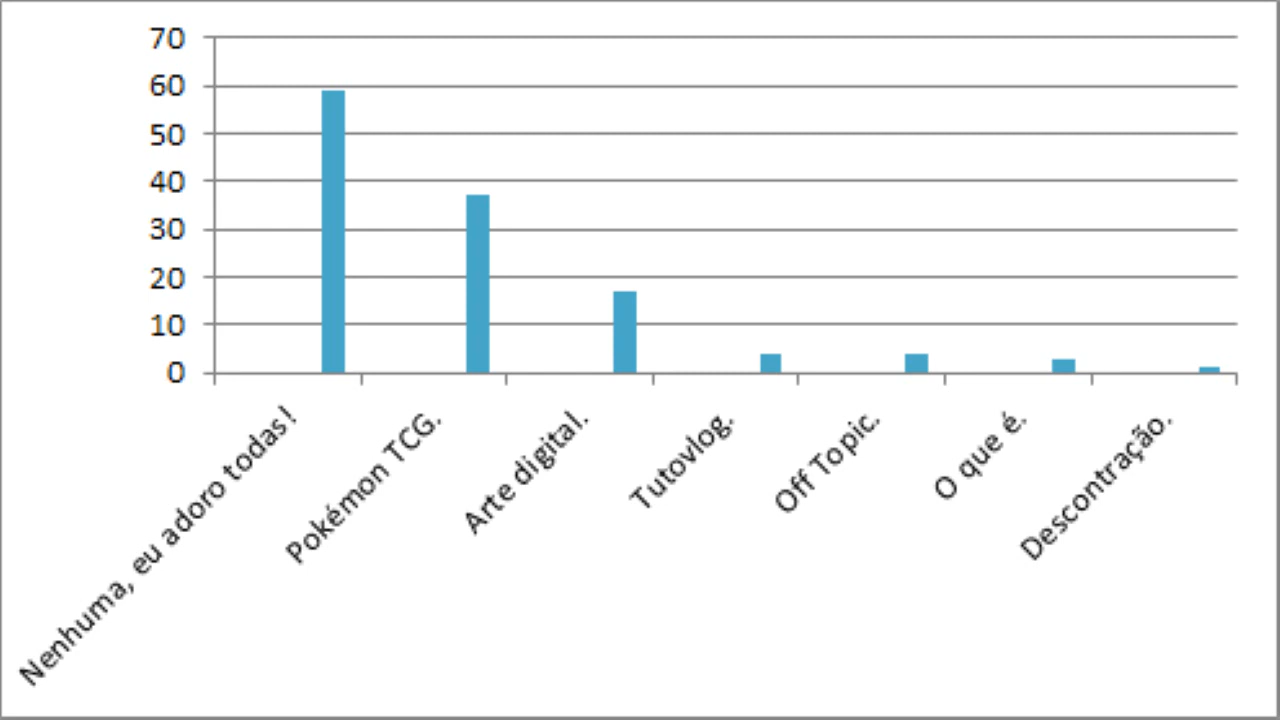 70
60
50
40
30
20
10
0
Nenhuma, eu adoro todas!
Pokémon TCG.
Arte digital.
Tutovlog.
Off Topic.
O que é.
Descontração.